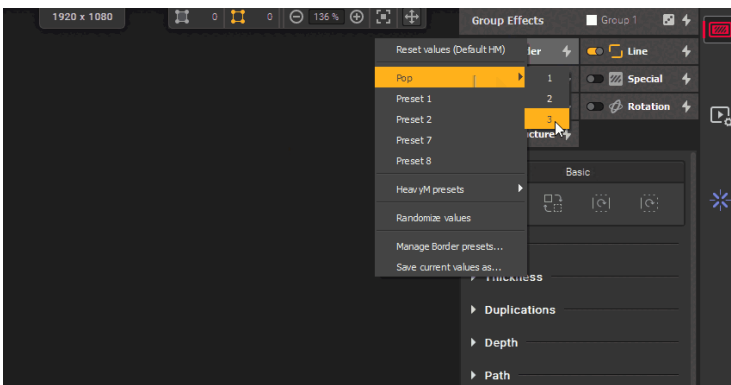 1920 x 1080
0
0
136 %
Group Effects
Group 1
Reset values (Default HM)
der
Line
Pop
1
Special
Preset 1
2
Rotation
Preset 2
3
cture
Preset 7
Preset 8
Basic
HeavyM presets
Randomize values
Manage Border presets...
Save current values as...
Thickness
Duplications
Depth
Path